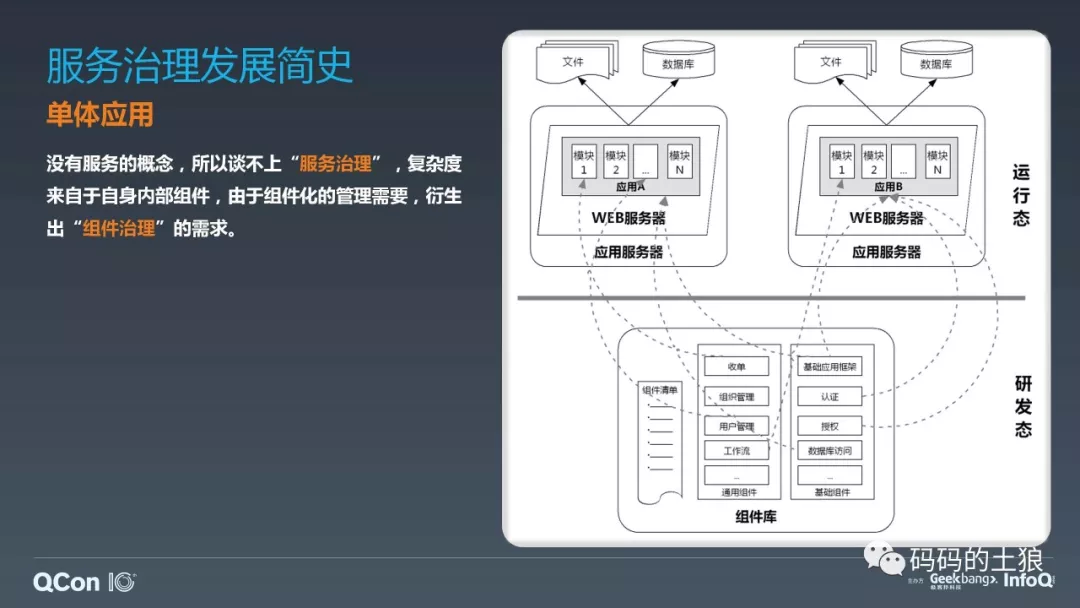 服务治理发展简史
单体应用
没有服务的概念，所以谈不上“服务治理”，复杂度
来自于自身内部组件，由于组件化的管理需要，衍生
出“组件治理”的需求。
文件
数据库
模块
1
模块
2
...
模块
N
应用A
WEB服务器
应用服务器
文件
数据库
模块
1
模块
2
...
模块
N
应用B
WEB服务器
应用服务器
运行态
组件清单
收单
组织管理
用户管理
工作流
...
通用组件
基础应用框架
认证
授权
数据库访问
...
基础组件
组件库
研发态
QCon 10+
码码的土狼
主办方
Geekbang>.
极客邦科技
InfoQ